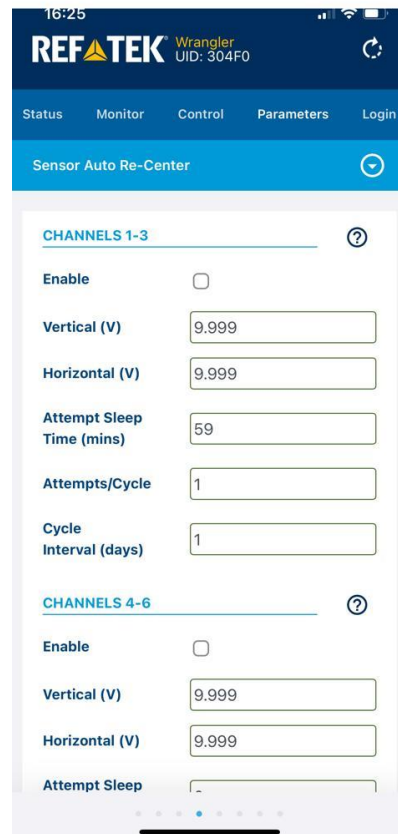 16:25
REF TEK Wrangler
UID: 304F0
Status Monitor Control Parameters Login
Sensor Auto Re-Center
CHANNELS 1-3 ?
Enable
Vertical (V) 9.999
Horizontal (V) 9.999
Attempt Sleep
Time (mins) 59
Attempts/Cycle 1
Cycle
Interval (days) 1
CHANNELS 4-6 ?
Enable
Vertical (V) 9.999
Horizontal (V) 9.999
Attempt Sleep